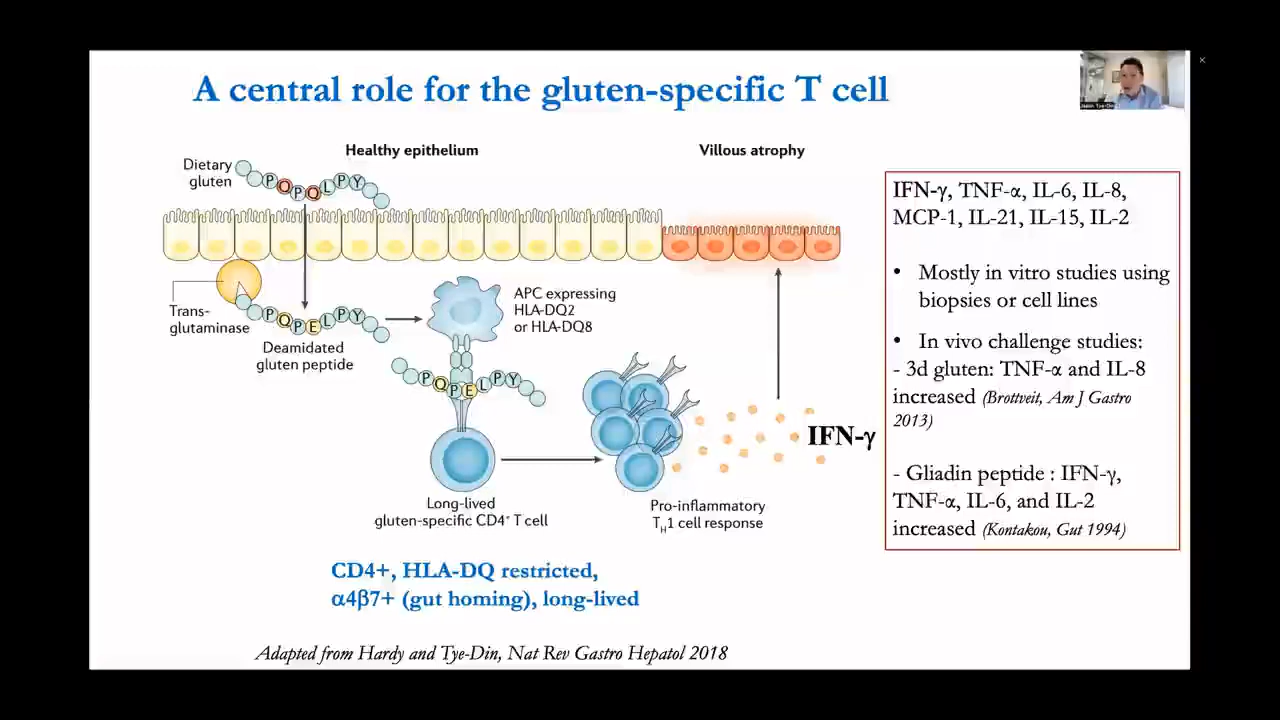 A central role for the gluten-specific T cell
Healthy epithelium
Villous atrophy
Dietary
gluten
P Q P Q L P Y
Trans-
glutaminase
P Q P E L P Y
Deamidated
gluten peptide
APC expressing
HLA-DQ2
or HLA-DQ8
P Q P E L P Y
Long-lived
gluten-specific CD4⁺ T cell
IFN-γ
Pro-inflammatory
TH1 cell response
CD4+, HLA-DQ restricted,
α4β7+ (gut homing), long-lived
Adapted from Hardy and Tye-Din, Nat Rev Gastro Hepatol 2018
IFN-γ, TNF-α, IL-6, IL-8,
MCP-1, IL-21, IL-15, IL-2
• Mostly in vitro studies using
biopsies or cell lines
• In vivo challenge studies:
- 3d gluten: TNF-α and IL-8
increased (Brottveit, Am J Gastro
2013)
- Gliadin peptide : IFN-γ,
TNF-α, IL-6, and IL-2
increased (Kontakou, Gut 1994)
Jason Tye-Din